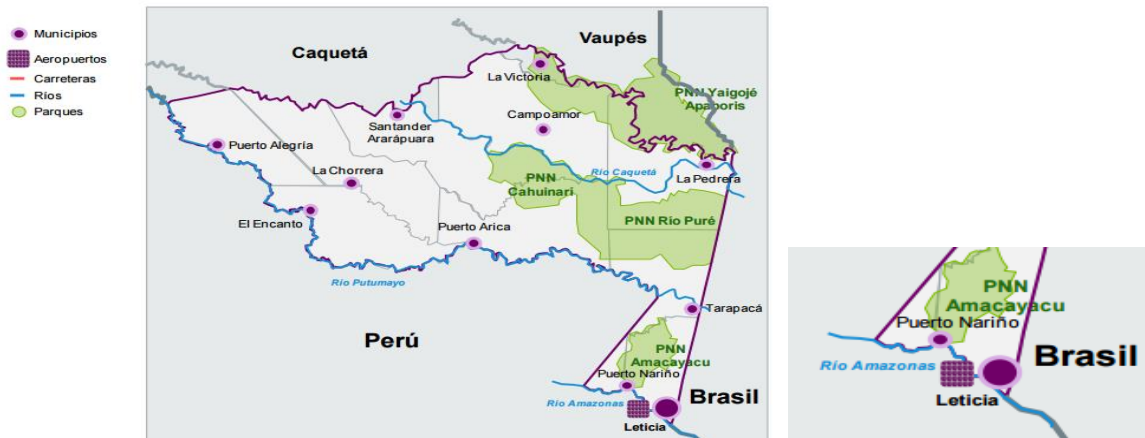 Municipios
Aeropuertos
Carreteras
Ríos
Parques
Caquetá
Vaupés
La Victoria
PNN Yaigojé
Apaporis
Campoamor
Santander
Ararápuara
Puerto Alegría
La Chorrera
Río Caquetá
La Pedrera
PNN
Cahuinari
El Encanto
PNN Rio Puré
Puerto Arica
Río Putumayo
Tarapacá
Perú
PNN
Amacayacu
Puerto Nariño
Brasil
Río Amazonas
Leticia
PNN
Amacayacu
Puerto Nariño
Brasil
Río Amazonas
Leticia